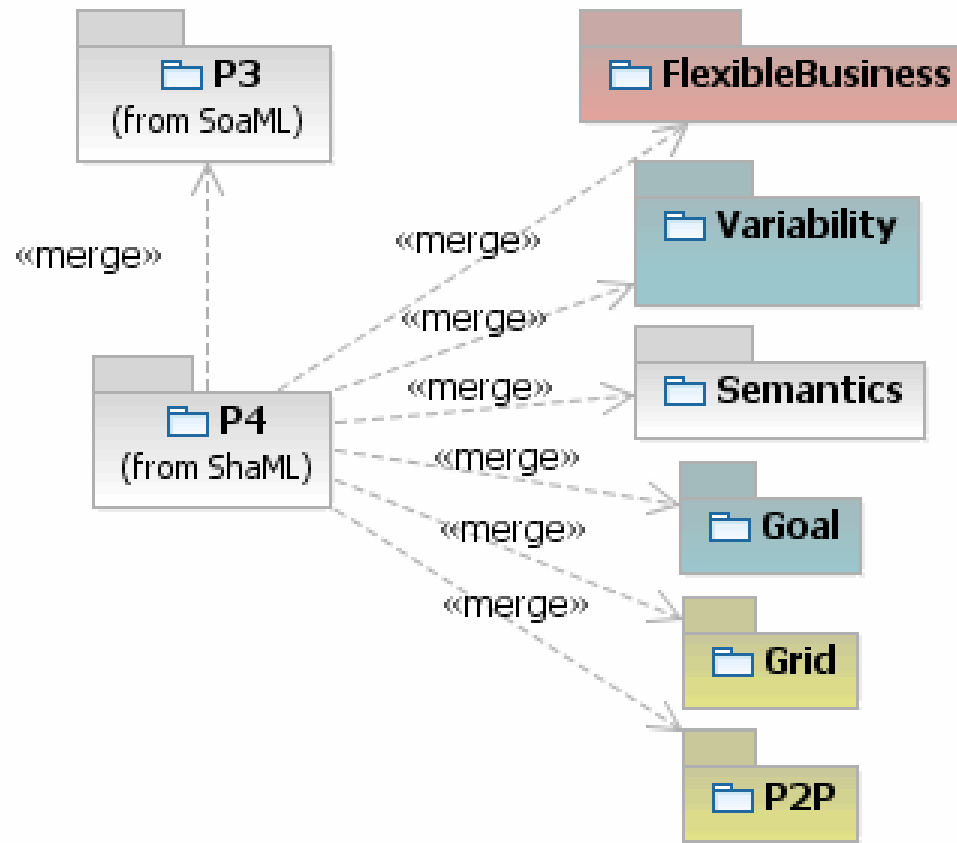 P3
(from SoaML)
FlexibleBusiness
Variability
«merge»
«merge»
«merge»
Semantics
«merge»
P4
(from ShaML)
«merge»
Goal
«merge»
Grid
«merge»
P2P